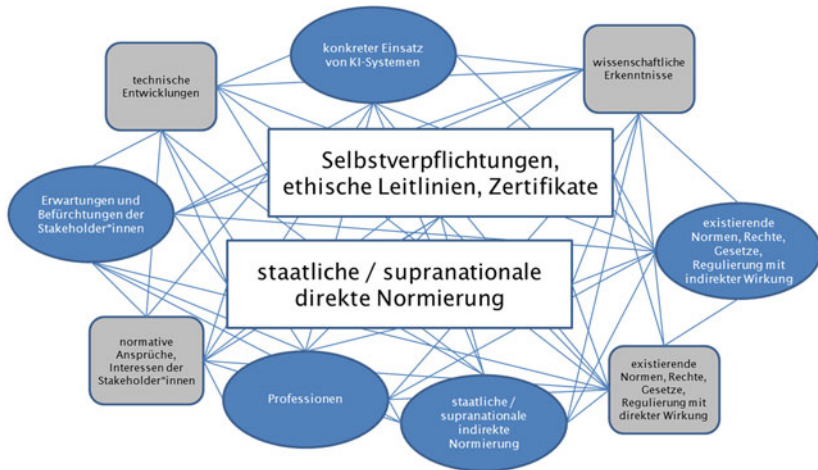 konkreter Einsatz
von KI-Systemen
technische
Entwicklungen
wissenschaftliche
Erkenntnisse
Selbstverpflichtungen,
ethische Leitlinien, Zertifikate
Erwartungen und
Befürchtungen der
Stakeholder*innen
existierende
Normen, Rechte,
Gesetze,
Regulierung mit
indirekter Wirkung
staatliche / supranationale
direkte Normierung
normative
Ansprüche,
Interessen der
Stakeholder*innen
Professionen
staatliche /
supranationale
indirekte
Normierung
existierende
Normen, Rechte,
Gesetze,
Regulierung mit
direkter Wirkung